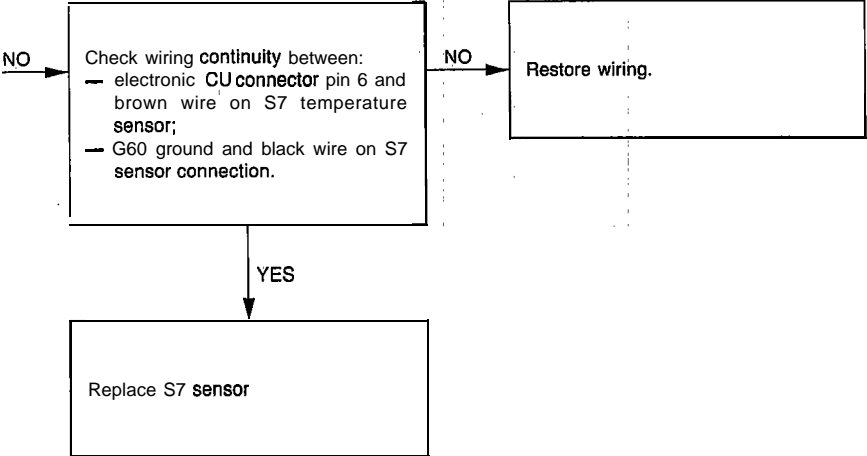 NO
Check wiring continuity between:
— electronic CU connector pin 6 and
brown wire on S7 temperature
sensor;
— G60 ground and black wire on S7
sensor connection.
NO
Restore wiring.
YES
Replace S7 sensor